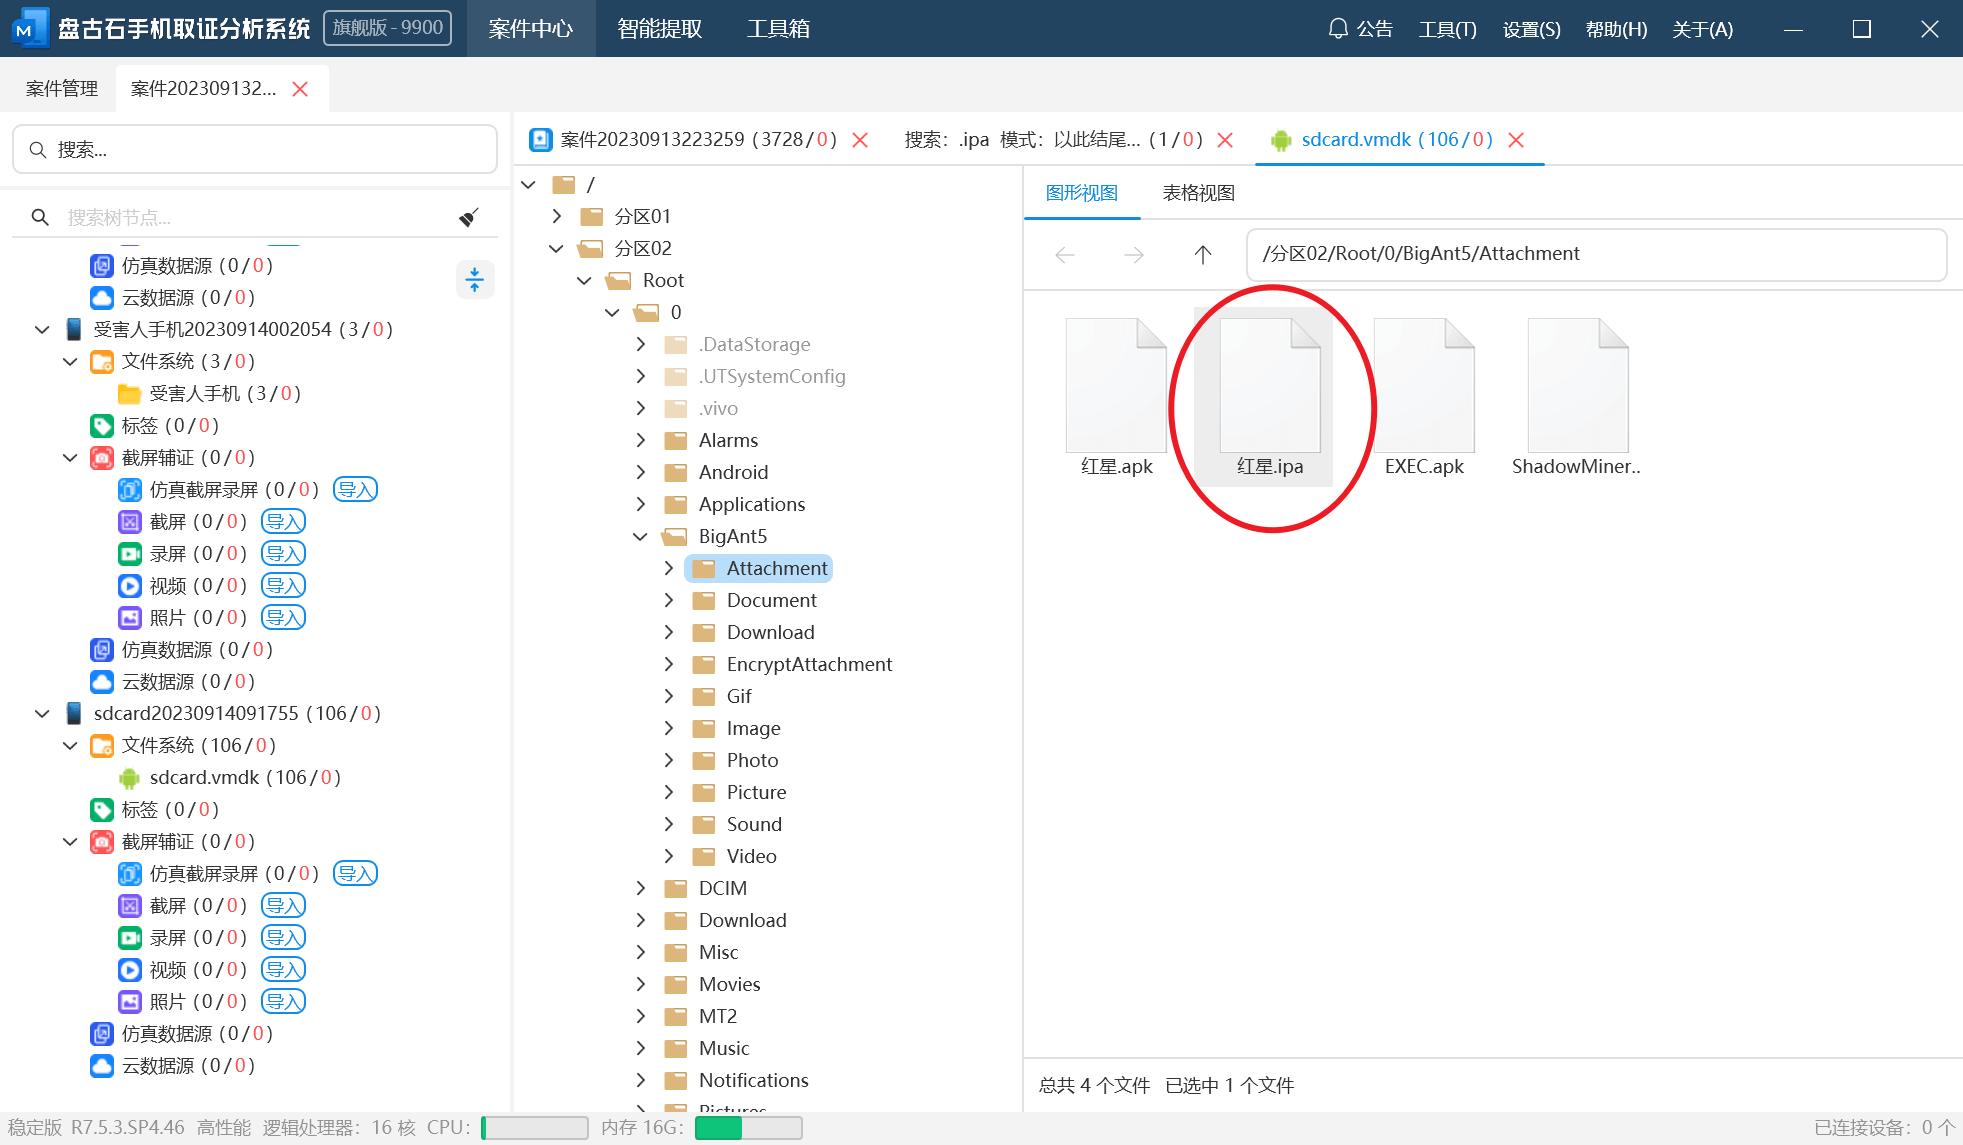 盘古石手机取证分析系统 旗舰版 - 9900 案件中心 智能提取 工具箱 公告 工具(T) 设置(S) 帮助(H) 关于(A)
案件管理 案件202309132...
搜索...
搜索树节点...
仿真数据源 (0/0)
云数据源 (0/0)
受害人手机20230914002054 (3/0)
文件系统 (3/0)
受害人手机 (3/0)
标签 (0/0)
截屏辅证 (0/0)
仿真截屏录屏 (0/0) 导入
截屏 (0/0) 导入
录屏 (0/0) 导入
视频 (0/0) 导入
照片 (0/0) 导入
仿真数据源 (0/0)
云数据源 (0/0)
sdcard20230914091755 (106/0)
文件系统 (106/0)
sdcard.vmdk (106/0)
标签 (0/0)
截屏辅证 (0/0)
仿真截屏录屏 (0/0) 导入
截屏 (0/0) 导入
录屏 (0/0) 导入
视频 (0/0) 导入
照片 (0/0) 导入
仿真数据源 (0/0)
云数据源 (0/0)
案件20230913223259 (3728/0) 搜索：.ipa 模式：以此结尾... (1/0) sdcard.vmdk (106/0)
/
分区01
分区02
Root
0
.DataStorage
.UTSystemConfig
.vivo
Alarms
Android
Applications
BigAnt5
Attachment
Document
Download
EncryptAttachment
Gif
Image
Photo
Picture
Sound
Video
DCIM
Download
Misc
Movies
MT2
Music
Notifications
Pictures
图形视图 表格视图
/分区02/Root/0/BigAnt5/Attachment
红星.apk 红星.ipa EXEC.apk ShadowMiner..
总共 4 个文件 已选中 1 个文件
稳定版 R7.5.3.SP4.46 高性能 逻辑处理器：16 核 CPU： 内存 16G： 已连接设备：0 个